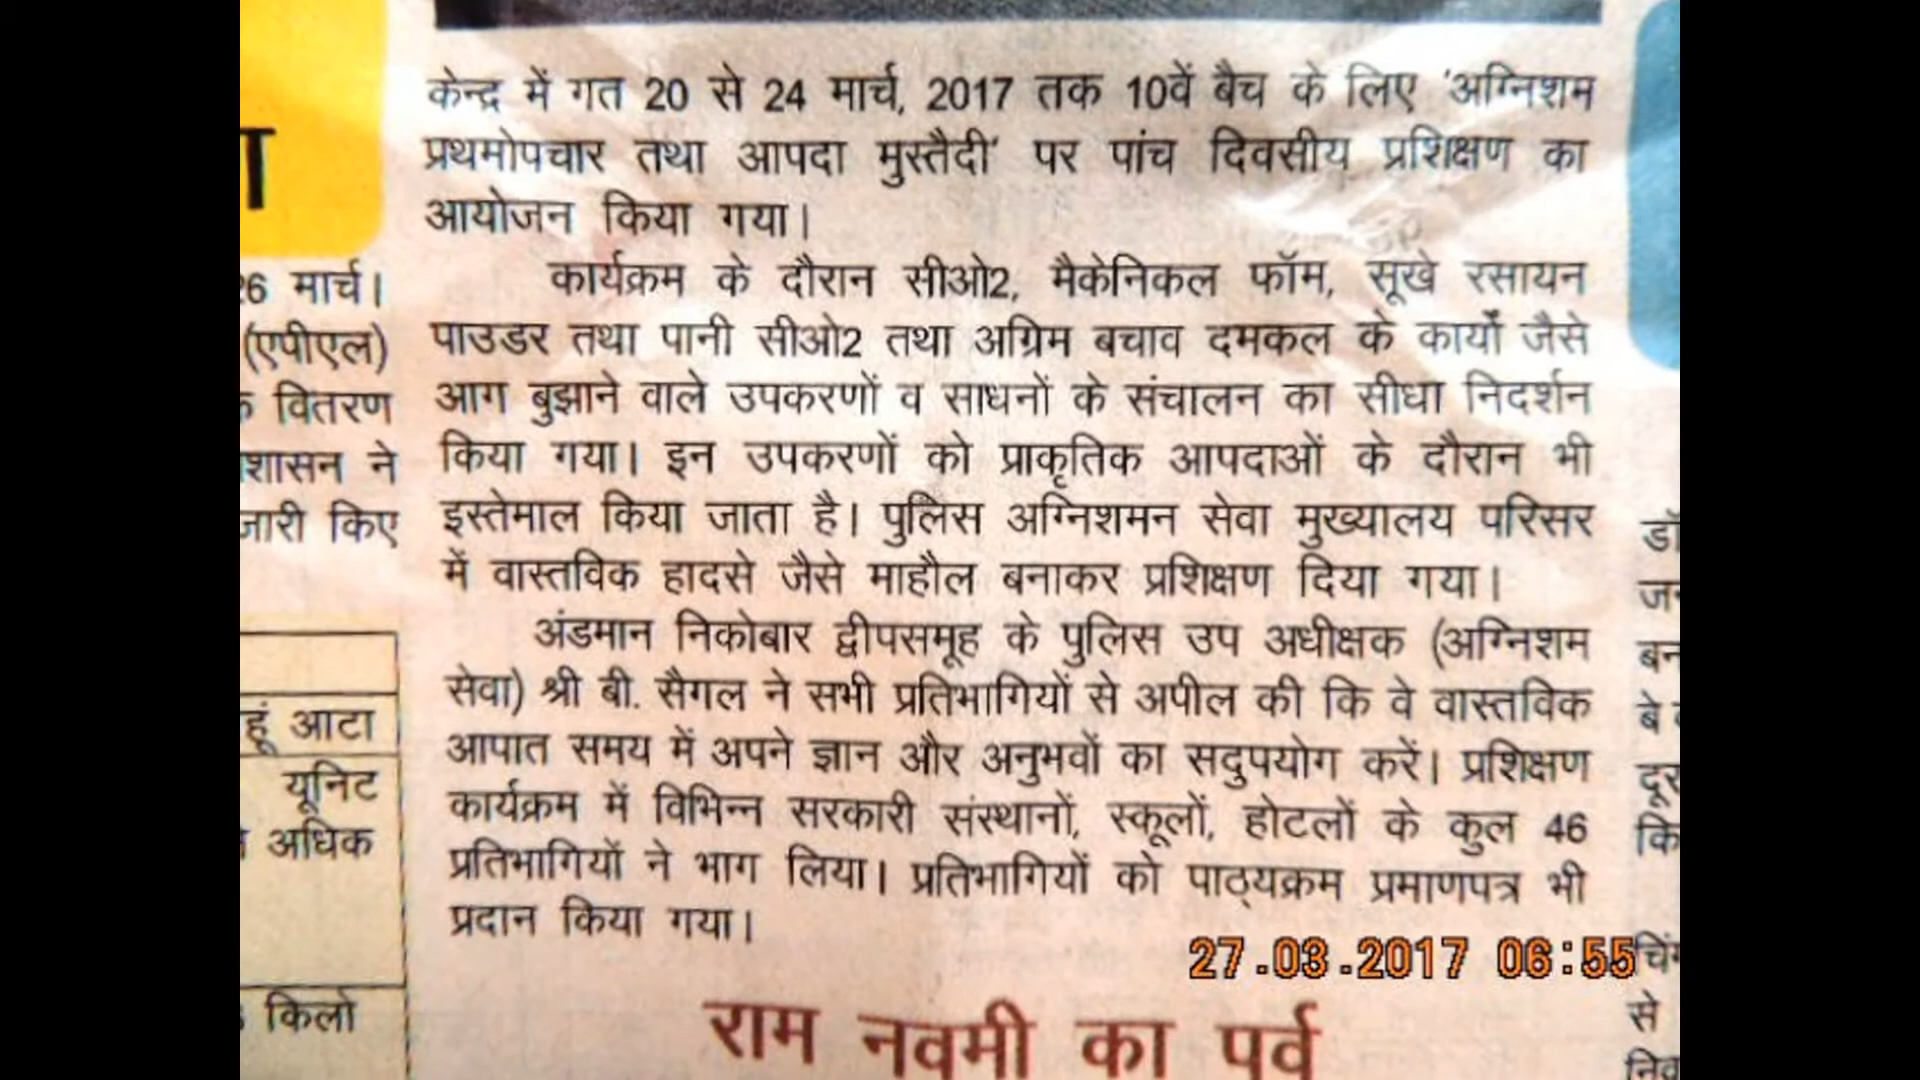 केन्द्र में गत 20 से 24 मार्च, 2017 तक 10वें बैच के लिए 'अग्निशम
प्रथमोपचार तथा आपदा मुस्तैदी' पर पांच दिवसीय प्रशिक्षण का
आयोजन किया गया।
कार्यक्रम के दौरान सीओ2, मैकेनिकल फॉम, सूखे रसायन
पाउडर तथा पानी सीओ2 तथा अग्रिम बचाव दमकल के कार्यों जैसे
आग बुझाने वाले उपकरणों व साधनों के संचालन का सीधा निदर्शन
किया गया। इन उपकरणों को प्राकृतिक आपदाओं के दौरान भी
इस्तेमाल किया जाता है। पुलिस अग्निशमन सेवा मुख्यालय परिसर
में वास्तविक हादसे जैसे माहौल बनाकर प्रशिक्षण दिया गया।
अंडमान निकोबार द्वीपसमूह के पुलिस उप अधीक्षक (अग्निशम
सेवा) श्री बी. सैगल ने सभी प्रतिभागियों से अपील की कि वे वास्तविक
आपात समय में अपने ज्ञान और अनुभवों का सदुपयोग करें। प्रशिक्षण
कार्यक्रम में विभिन्न सरकारी संस्थानों, स्कूलों, होटलों के कुल 46
प्रतिभागियों ने भाग लिया। प्रतिभागियों को पाठ्यक्रम प्रमाणपत्र भी
प्रदान किया गया।
27.03.2017 06:55
राम नवमी का पर्व
26 मार्च।
(एपीएल)
वितरण
शासन ने
जारी किए
आटा
यूनिट
अधिक
किलो
से